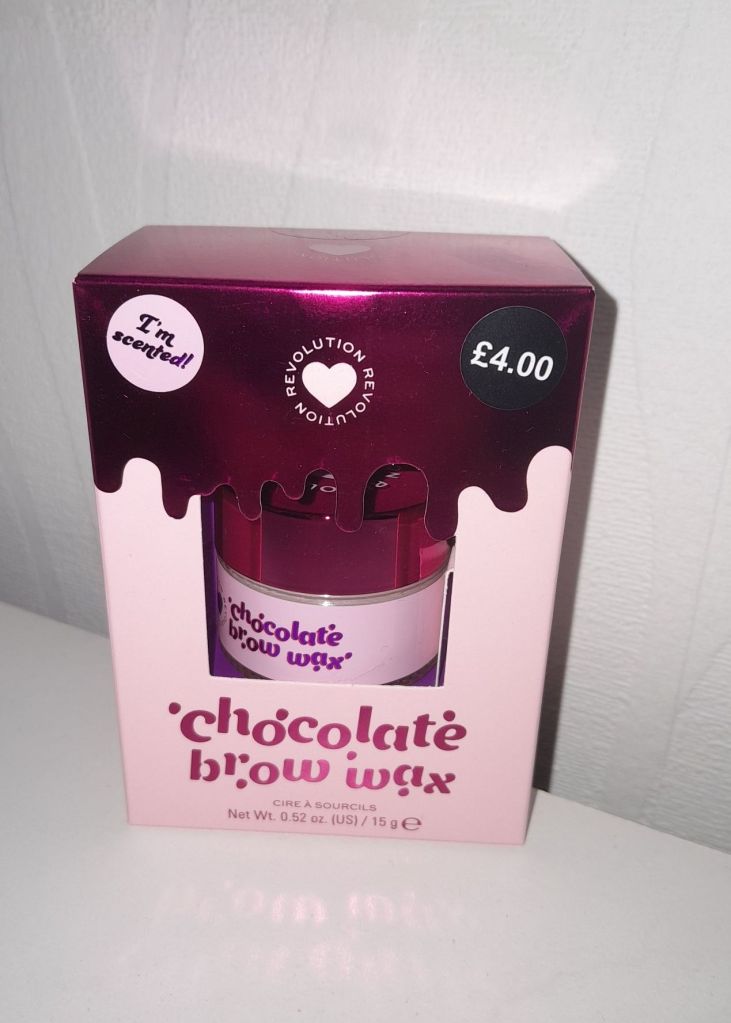 I'm
scented!
REVOLUTION REVOLUTION
£4.00
chocolate
brow wax
chocolate
brow wax
CIRE À SOURCILS
Net Wt. 0.52 oz. (US) / 15 g ℮